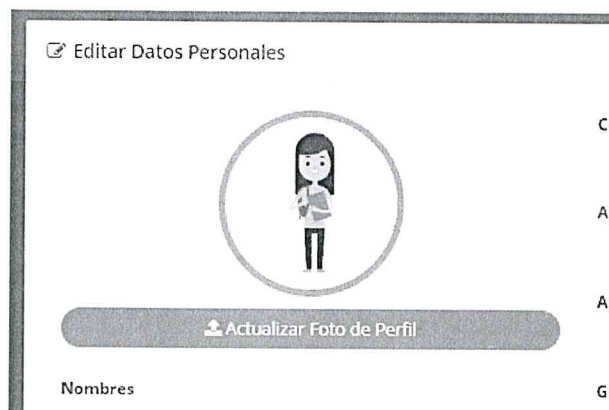 Editar Datos Personales
C
A
Actualizar Foto de Perfil
A
Nombres
G